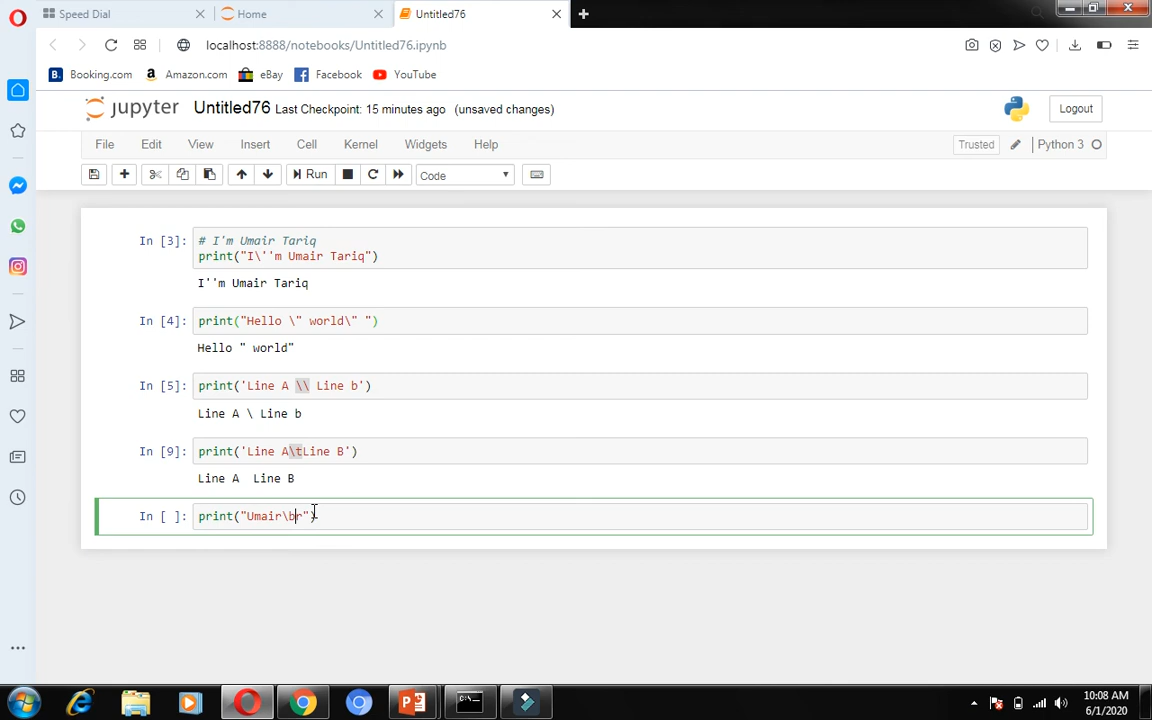 Speed Dial
Home
Untitled76
localhost:8888/notebooks/Untitled76.ipynb
Booking.com
Amazon.com
eBay
Facebook
YouTube
jupyter
Untitled76 Last Checkpoint: 15 minutes ago (unsaved changes)
Logout
File Edit View Insert Cell Kernel Widgets Help
Trusted
Python 3
Run
Code
In [3]:
# I'm Umair Tariq
print("I\''m Umair Tariq")
I''m Umair Tariq
In [4]:
print("Hello \" world\" ")
Hello " world"
In [5]:
print('Line A \\ Line b')
Line A \ Line b
In [9]:
print('Line A\tLine B')
Line A  Line B
In [ ]:
print("Umair\br")
10:08 AM
6/1/2020